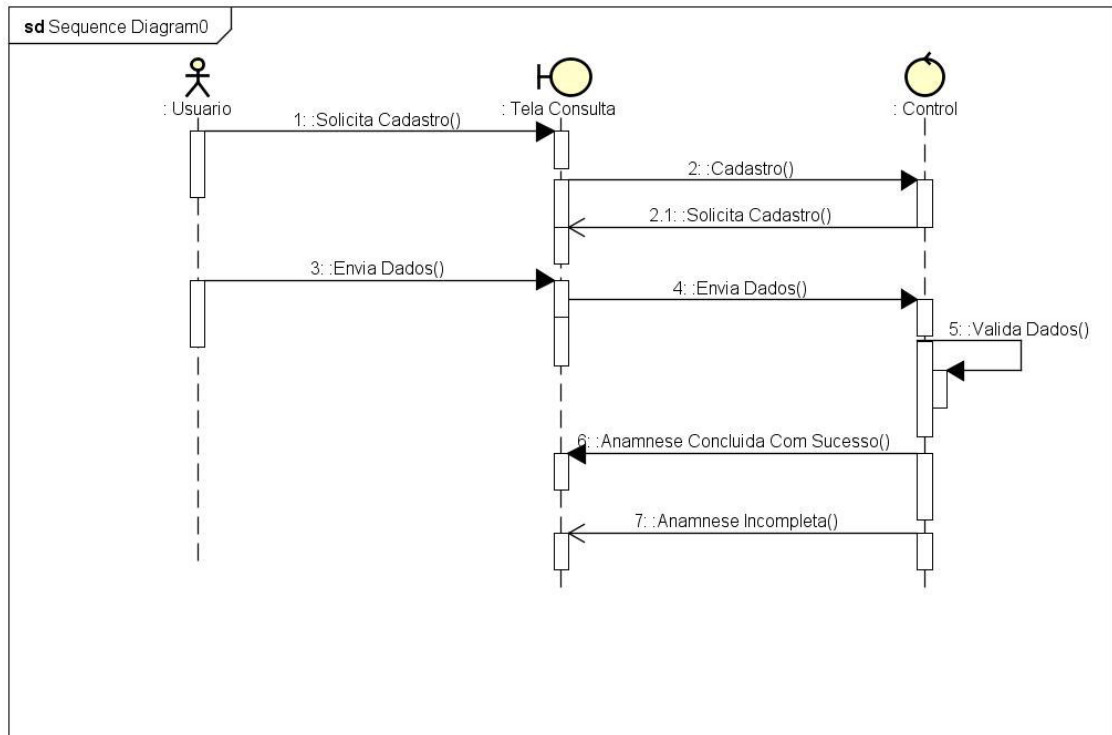 sd Sequence Diagram0
: Usuario
: Tela Consulta
: Control
1: :Solicita Cadastro()
2: :Cadastro()
2.1: :Solicita Cadastro()
3: :Envia Dados()
4: :Envia Dados()
5: :Valida Dados()
6: :Anamnese Concluida Com Sucesso()
7: :Anamnese Incompleta()